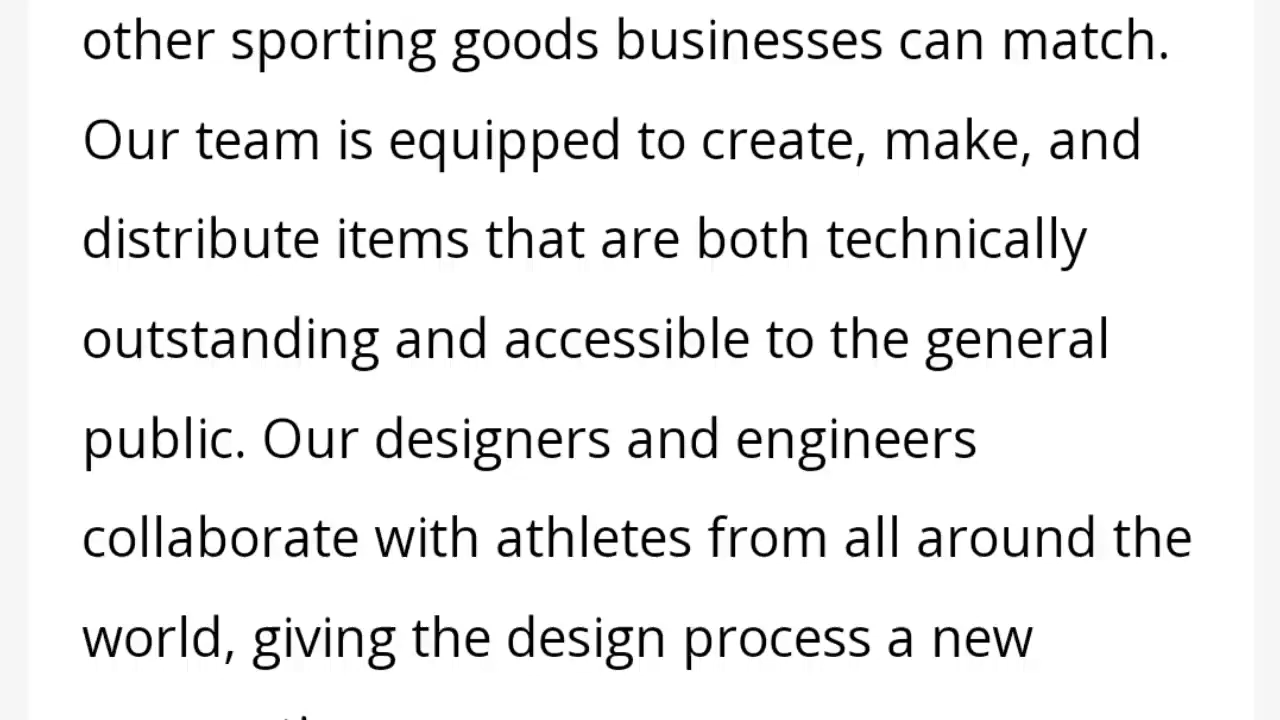 other sporting goods businesses can match.
Our team is equipped to create, make, and
distribute items that are both technically
outstanding and accessible to the general
public. Our designers and engineers
collaborate with athletes from all around the
world, giving the design process a new